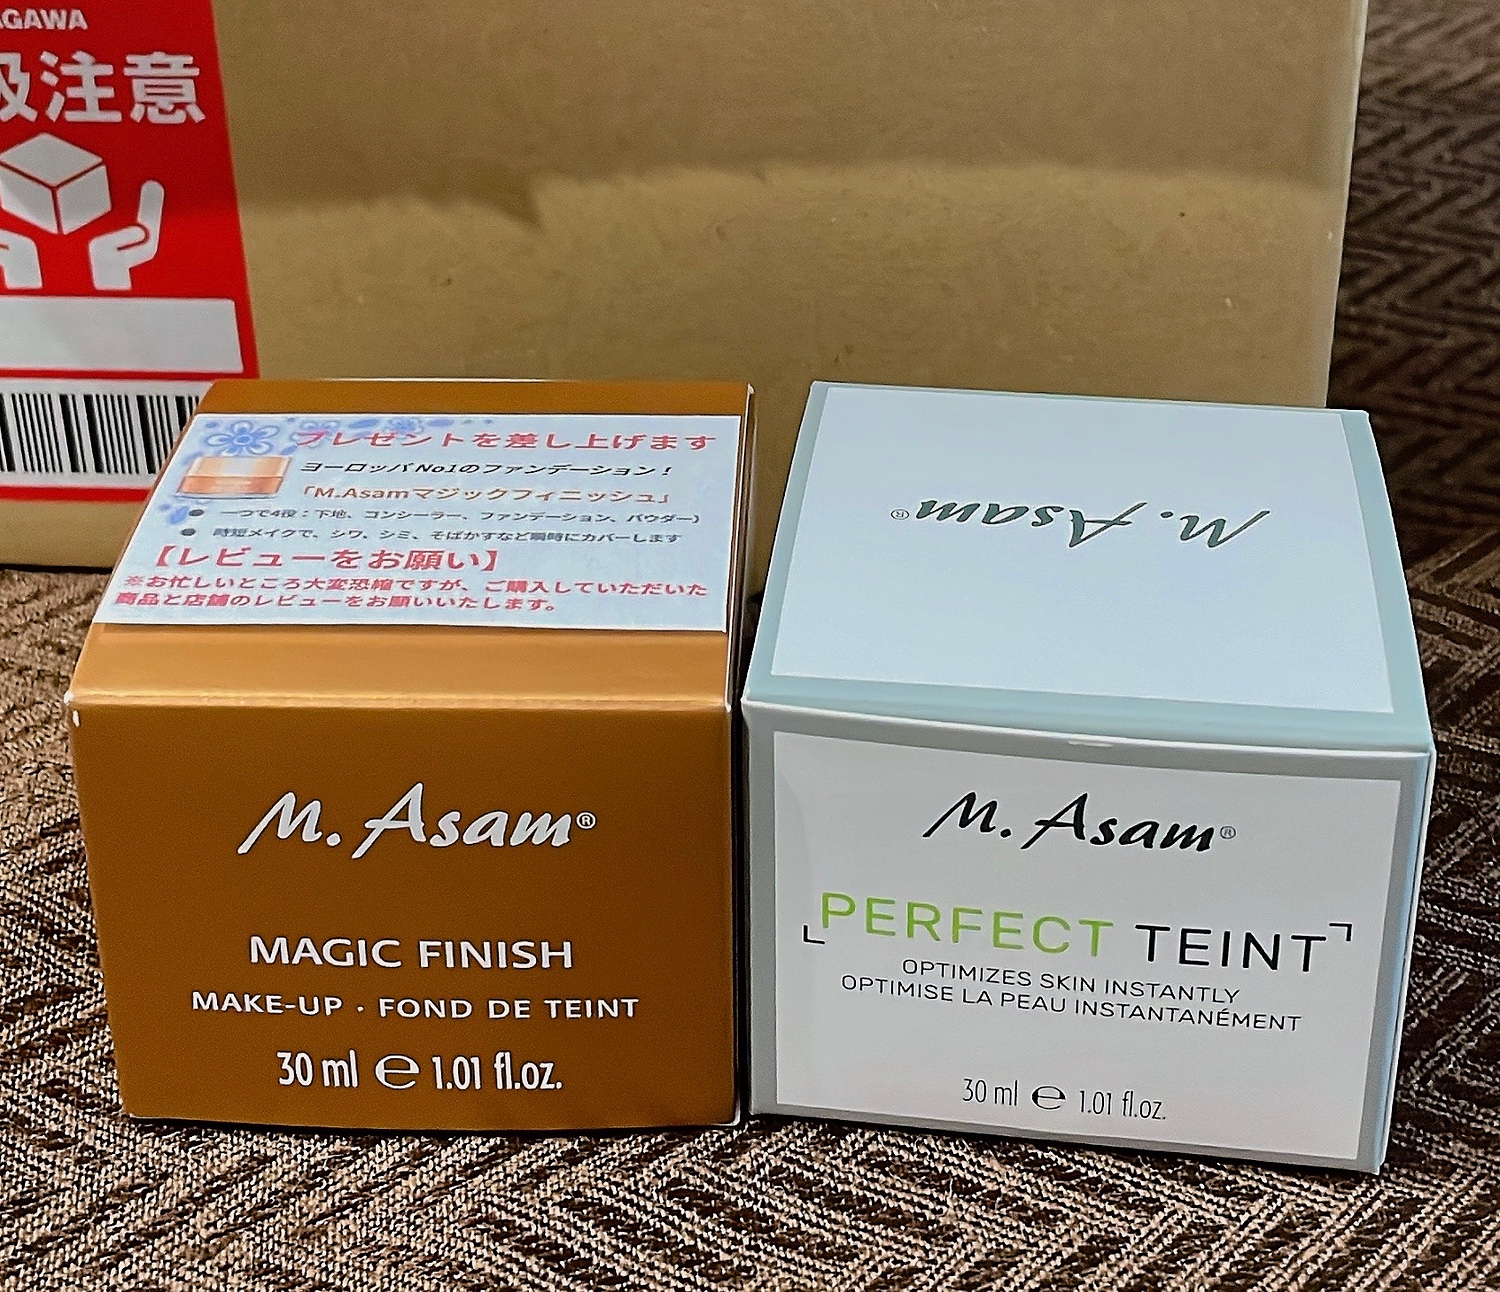 AGAWA
扱注意
プレゼントを差し上げます
ヨーロッパNo1のファンデーション!
「M.Asamマジックフィニッシュ」
● 一つで4役:下地、コンシーラー、ファンデーション、パウダー)
● 時短メイクで、シワ、シミ、そばかすなど瞬時にカバーします
【レビューをお願い】
※お忙しいところ大変恐縮ですが、ご購入していただいた
商品と店舗のレビューをお願いいたします。
M. Asam®
MAGIC FINISH
MAKE-UP · FOND DE TEINT
30 ml ℮ 1.01 fl.oz.
M. Asam®
M. Asam®
PERFECT TEINT
OPTIMIZES SKIN INSTANTLY
OPTIMISE LA PEAU INSTANTANÉMENT
30 ml ℮ 1.01 fl.oz.